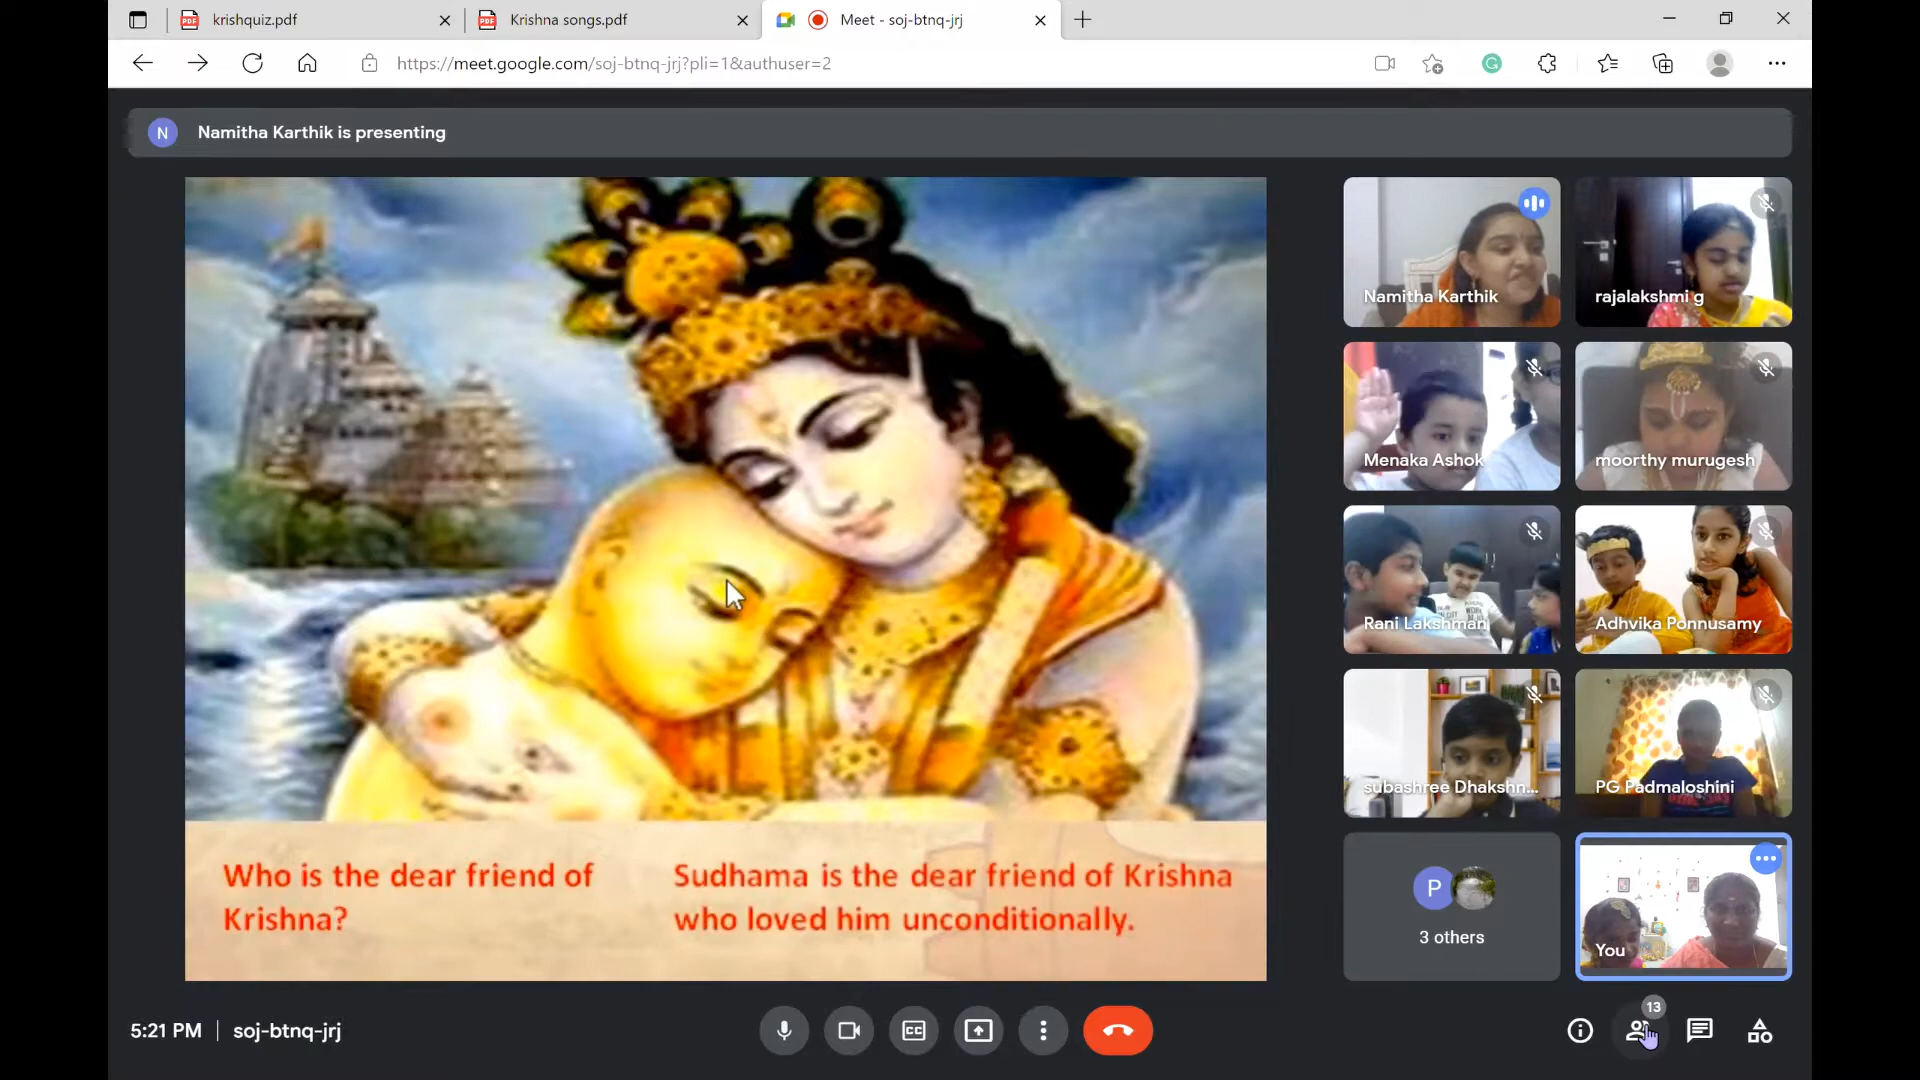 krishquiz.pdf
Krishna songs.pdf
Meet - soj-btnq-jrj
https://meet.google.com/soj-btnq-jrj?pli=1&authuser=2
N
Namitha Karthik is presenting
Namitha Karthik
rajalakshmi g
Menaka Ashok
moorthy murugesh
Rani Lakshman
Adhvika Ponnusamy
subashree Dhakshn...
PG Padmaloshini
P
3 others
You
Who is the dear friend of
Krishna?
Sudhama is the dear friend of Krishna
who loved him unconditionally.
5:21 PM
soj-btnq-jrj
CC
13